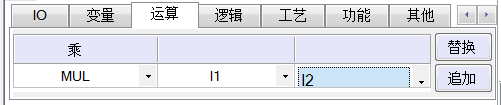 IO 变量 运算 逻辑 工艺 功能 其他
乘 替换
MUL I1 I2 追加